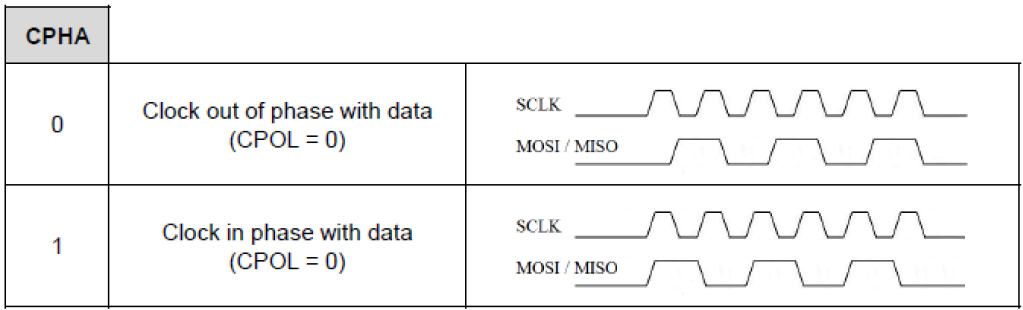 CPHA
0
Clock out of phase with data
(CPOL = 0)
SCLK
MOSI / MISO
1
Clock in phase with data
(CPOL = 0)
SCLK
MOSI / MISO